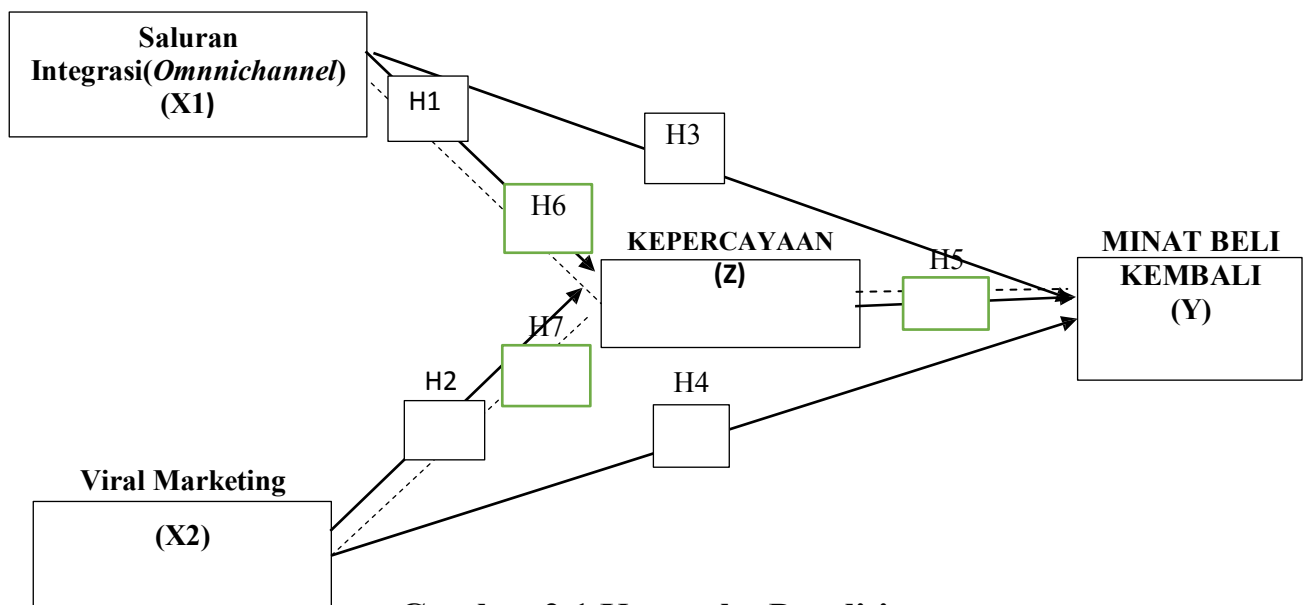 Saluran
Integrasi(Omnnichannel)
(X1)
H1
H3
H6
KEPERCAYAAN
(Z)
H5
MINAT BELI
KEMBALI
(Y)
H7
H2
H4
Viral Marketing
(X2)